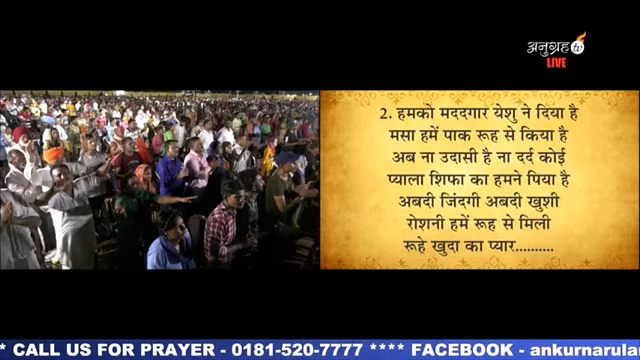 अनुग्रह tv
LIVE
2. हमको मददगार येशु ने दिया है
मसा हमें पाक रूह से किया है
अब ना उदासी है ना दर्द कोई
प्याला शिफा का हमने पिया है
अबदी जिंदगी अबदी खुशी
रोशनी हमें रूह से मिली
रूहे खुदा का प्यार..........
* CALL US FOR PRAYER - 0181-520-7777 **** FACEBOOK - ankurnarula